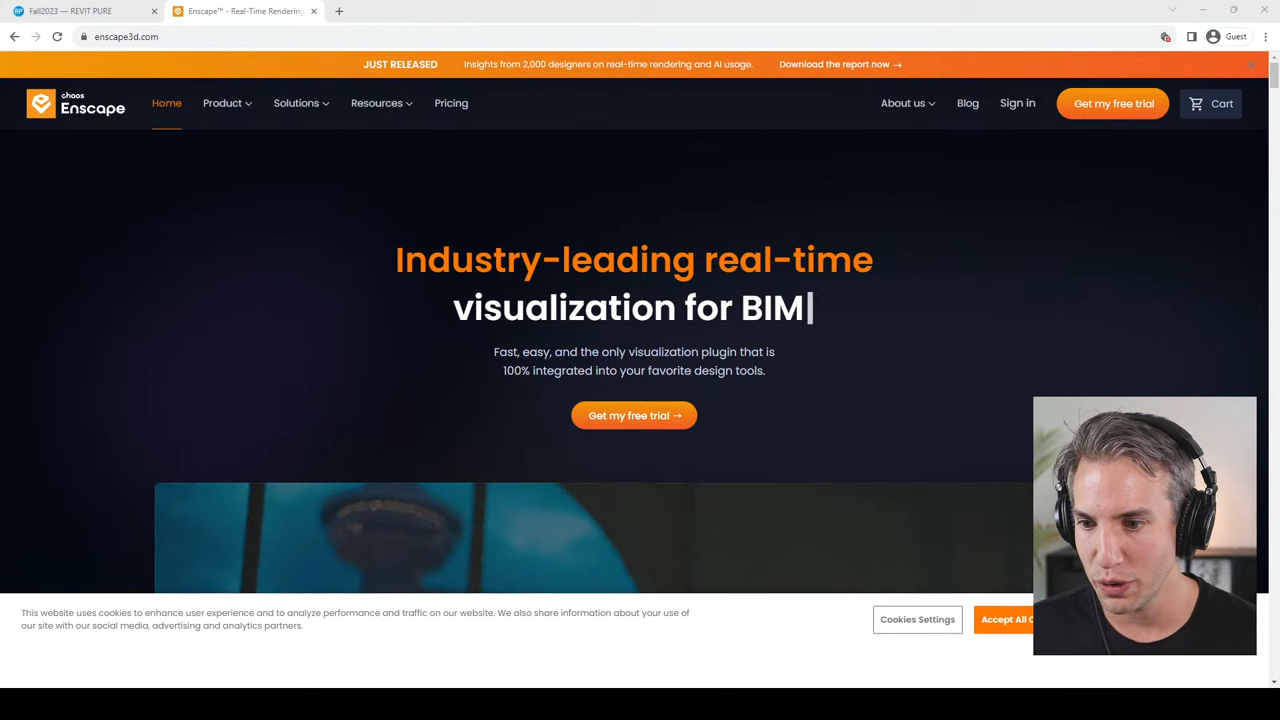 Fall2023 — REVIT PURE
Enscape™ - Real-Time Rendering
enscape3d.com
Guest
JUST RELEASED Insights from 2,000 designers on real-time rendering and AI usage. Download the report now →
chaos
Enscape
Home Product Solutions Resources Pricing About us Blog Sign in Get my free trial Cart
Industry-leading real-time
visualization for BIM
Fast, easy, and the only visualization plugin that is
100% integrated into your favorite design tools.
Get my free trial →
This website uses cookies to enhance user experience and to analyze performance and traffic on our website. We also share information about your use of
our site with our social media, advertising and analytics partners.
Cookies Settings
Accept All